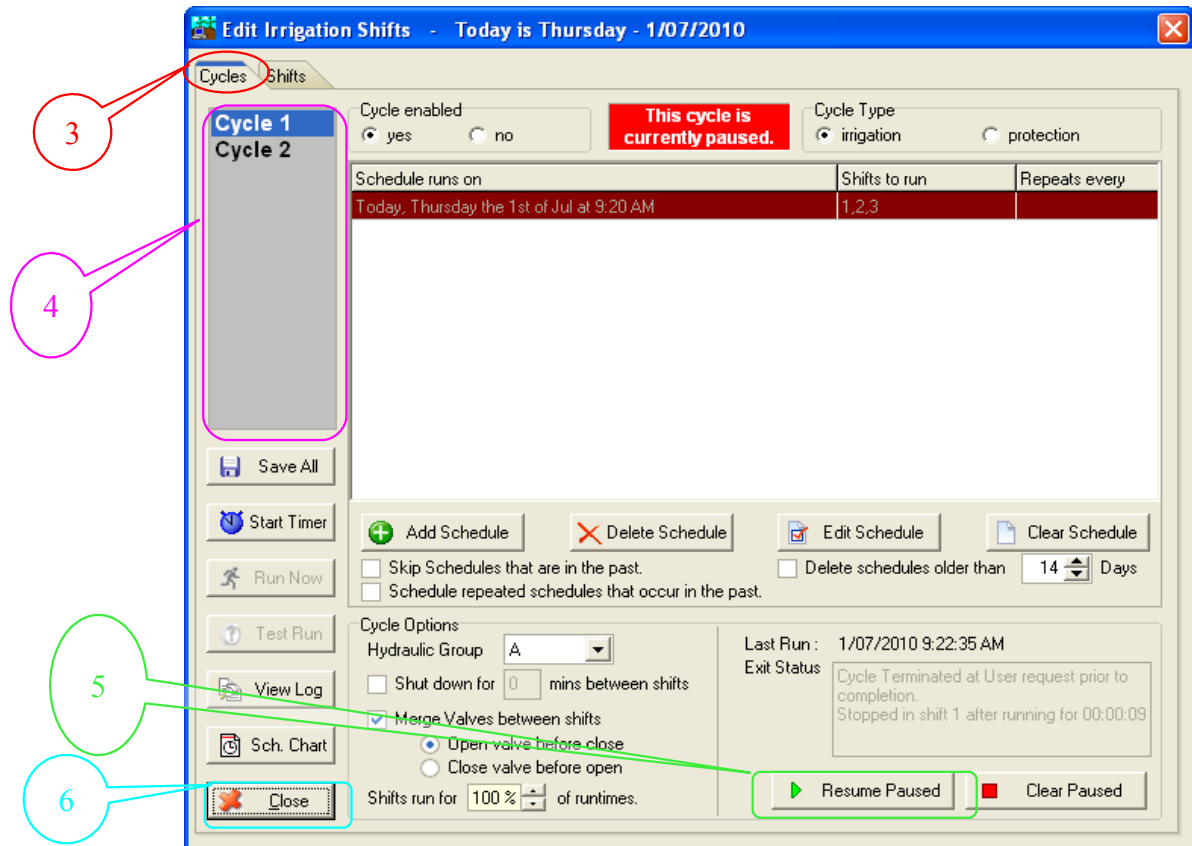 Edit Irrigation Shifts - Today is Thursday - 1/07/2010
Cycles Shifts
3
Cycle 1
Cycle 2
4
Cycle enabled
yes no
This cycle is
currently paused.
Cycle Type
irrigation protection
Schedule runs on Shifts to run Repeats every
Today, Thursday the 1st of Jul at 9:20 AM 1,2,3
Save All
Start Timer
Run Now
Test Run
View Log
Sch. Chart
Close
Add Schedule Delete Schedule Edit Schedule Clear Schedule
Skip Schedules that are in the past. Delete schedules older than 14 Days
Schedule repeated schedules that occur in the past.
Cycle Options
Hydraulic Group A
Shut down for 0 mins between shifts
Merge Valves between shifts
Open valve before close
Close valve before open
Shifts run for 100 % of runtimes.
Last Run : 1/07/2010 9:22:35 AM
Exit Status
Cycle Terminated at User request prior to
completion.
Stopped in shift 1 after running for 00:00:09
Resume Paused Clear Paused
5
6